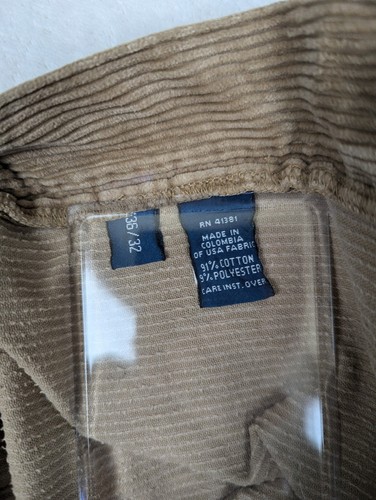 36/32
RN 41381
MADE IN
COLOMBIA
OF USA FABRIC
91% COTTON
9% POLYESTER
CARE INST. OVER